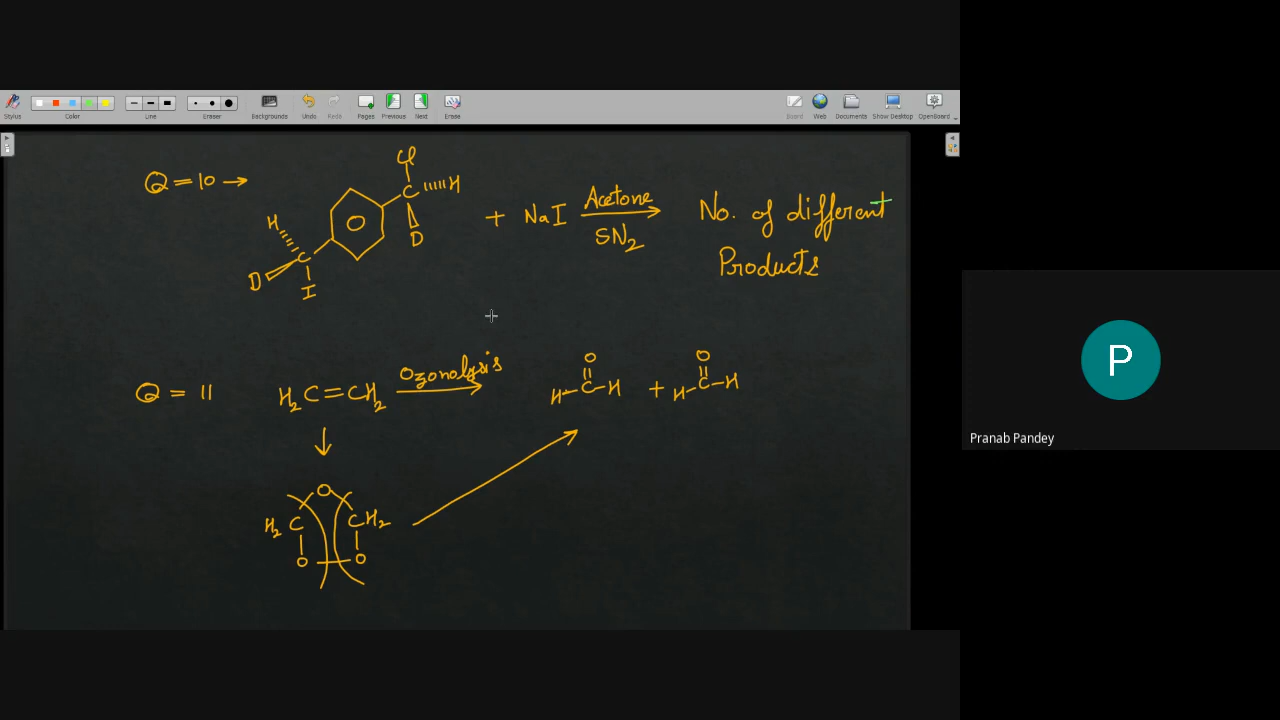 Stylus Color Line Eraser Backgrounds Undo Redo Pages Previous Next Erase Board Web Documents Show Desktop OpenBoard
Q = 10 →
Cl
C H
D
H
C
D
I
+ NaI Acetone
SN2
No. of different
Products
Q = 11 H2C=CH2 Ozonolysis
O O
H-C-H + H-C-H
O
H2C CH2
O O
P
Pranab Pandey